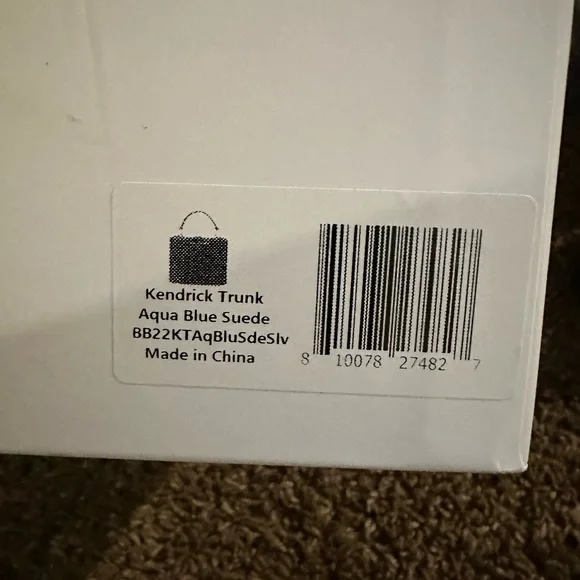 Kendrick Trunk
Aqua Blue Suede
BB22KTAqBluSdeSlv
Made in China
8 10078 27482 7